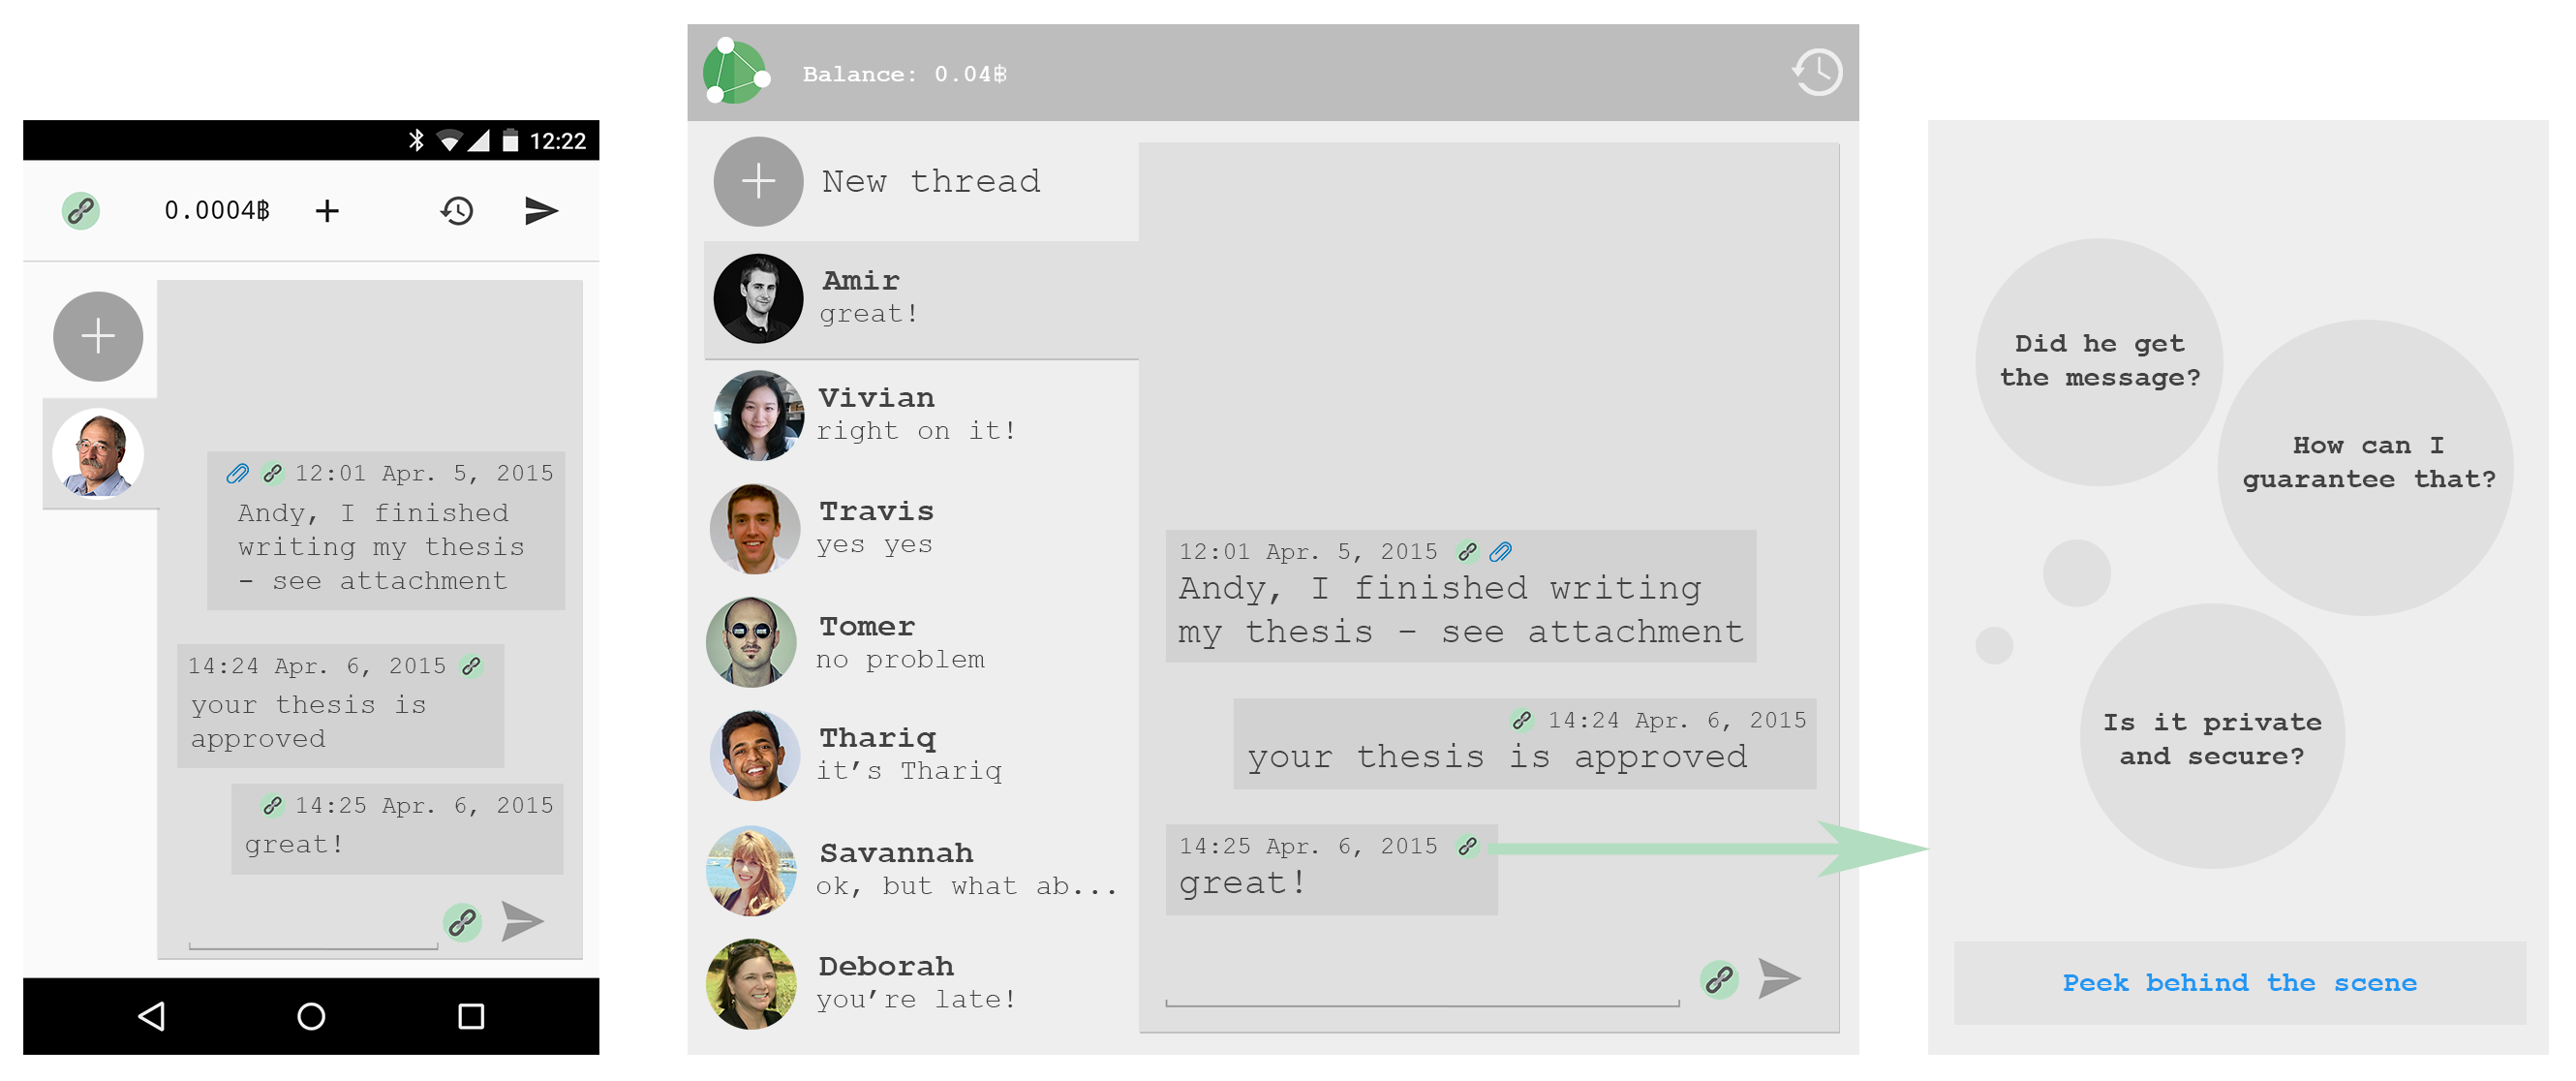 12:22
0.0004฿
12:01 Apr. 5, 2015
Andy, I finished
writing my thesis
- see attachment
14:24 Apr. 6, 2015
your thesis is
approved
14:25 Apr. 6, 2015
great!
Balance: 0.04฿
New thread
Amir
great!
Vivian
right on it!
Travis
yes yes
Tomer
no problem
Thariq
it's Thariq
Savannah
ok, but what ab...
Deborah
you're late!
12:01 Apr. 5, 2015
Andy, I finished writing
my thesis - see attachment
14:24 Apr. 6, 2015
your thesis is approved
14:25 Apr. 6, 2015
great!
Did he get
the message?
How can I
guarantee that?
Is it private
and secure?
Peek behind the scene